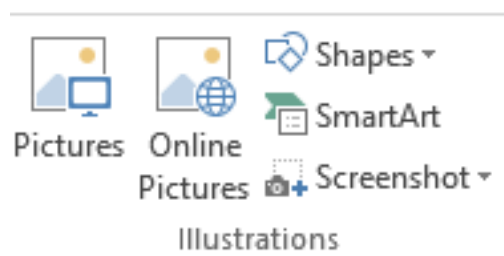 Pictures
Online
Pictures
Shapes
SmartArt
Screenshot
Illustrations